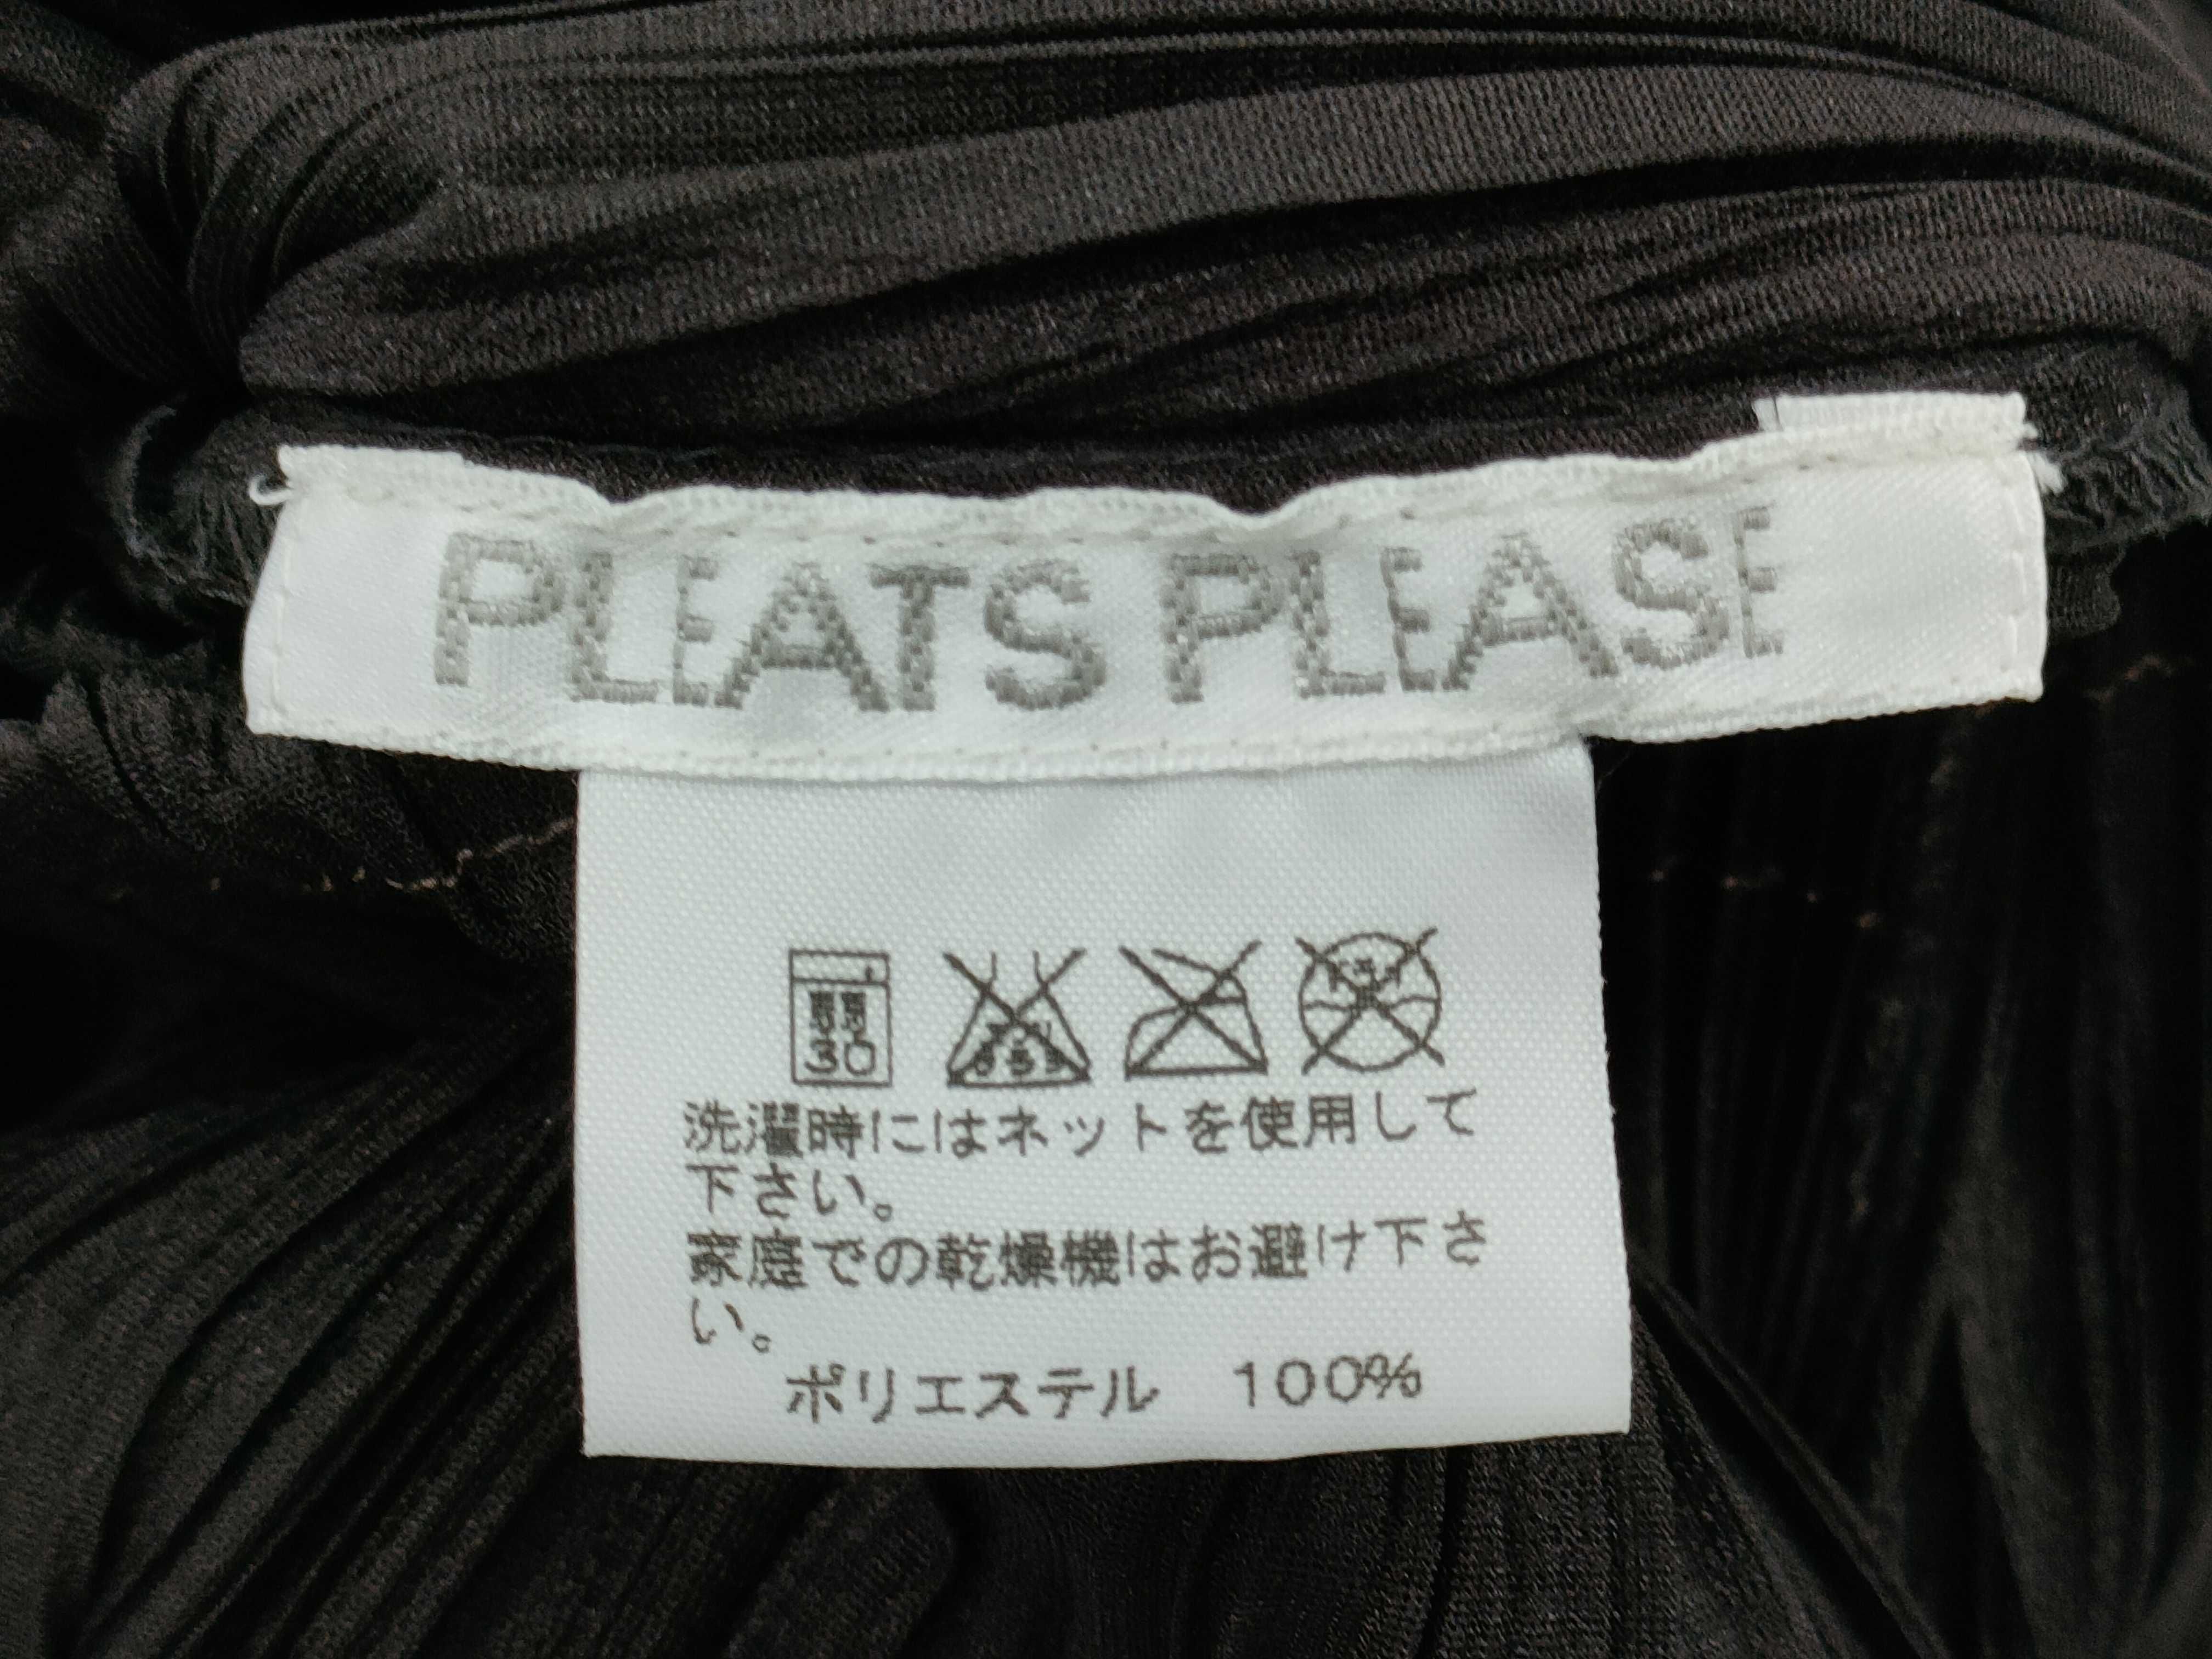 PLEATS PLEASE
30
洗濯時にはネットを使用して
下さい。
家庭での乾燥機はお避け下さ
い。
ポリエステル 100%